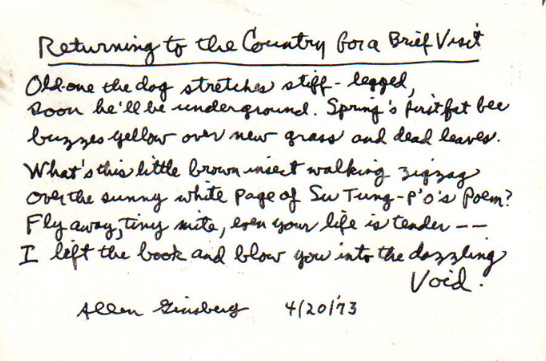 Returning to the Country for a Brief Visit
Old-one the dog stretches stiff-legged,
soon he'll be underground. Spring's first fat bee
buzzes yellow over new grass and dead leaves.
What's this little brown insect walking zigzag
over the sunny white page of Su Tung-p'o's Poem?
Fly away, tiny mite, even your life is tender --
I lift the book and blow you into the dazzling
Void.
Allen Ginsberg 4/20/73